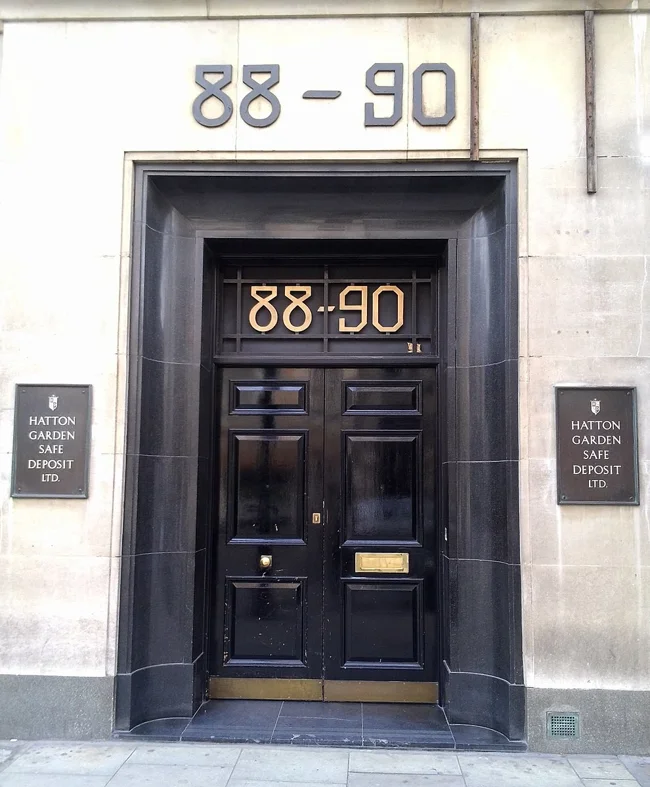 88-90
88-90
HATTON
GARDEN
SAFE
DEPOSIT
LTD.
HATTON
GARDEN
SAFE
DEPOSIT
LTD.